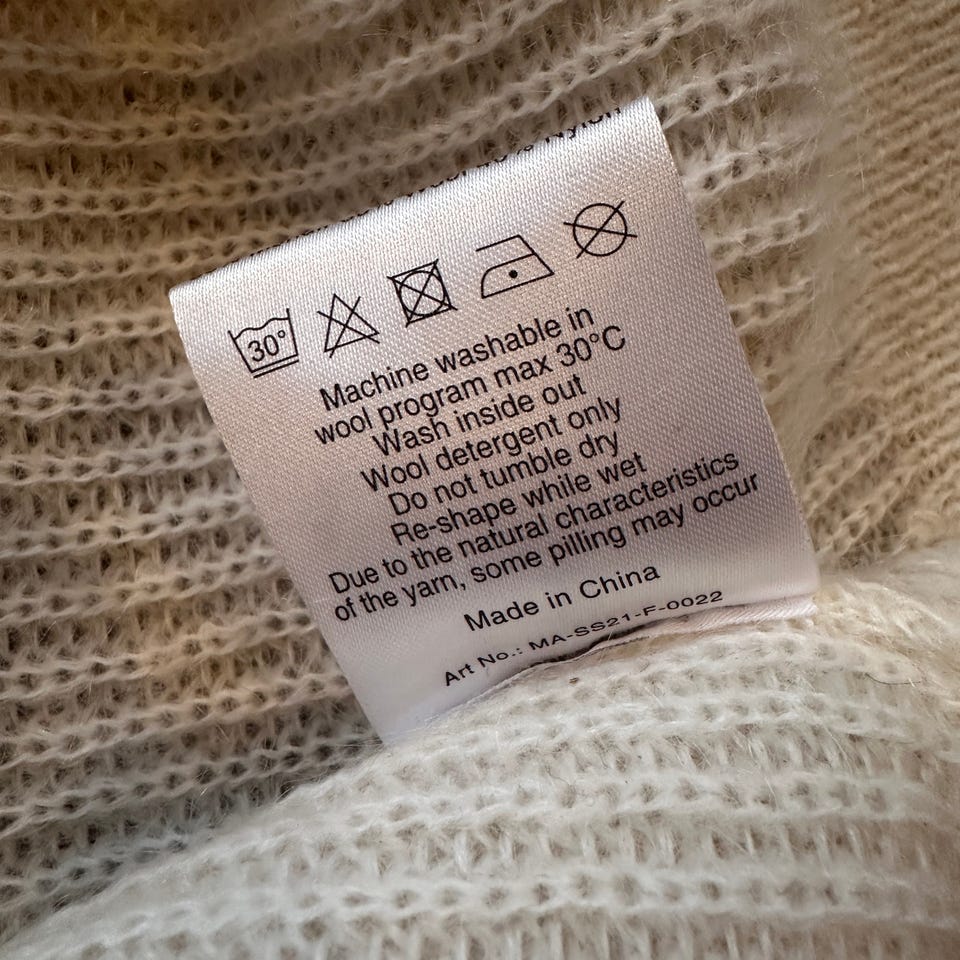 Nylon
30°
Machine washable in
wool program max 30°C
Wash inside out
Wool detergent only
Do not tumble dry
Re-shape while wet
Due to the natural characteristics
of the yarn, some pilling may occur
Made in China
Art No.: MA-SS21-F-0022